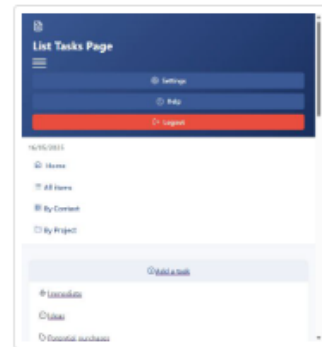 List Tasks Page
Settings
Help
Logout
16/05/2025
Home
All Items
By Context
By Project
Add a task
Immediate
Ideas
Potential purchases